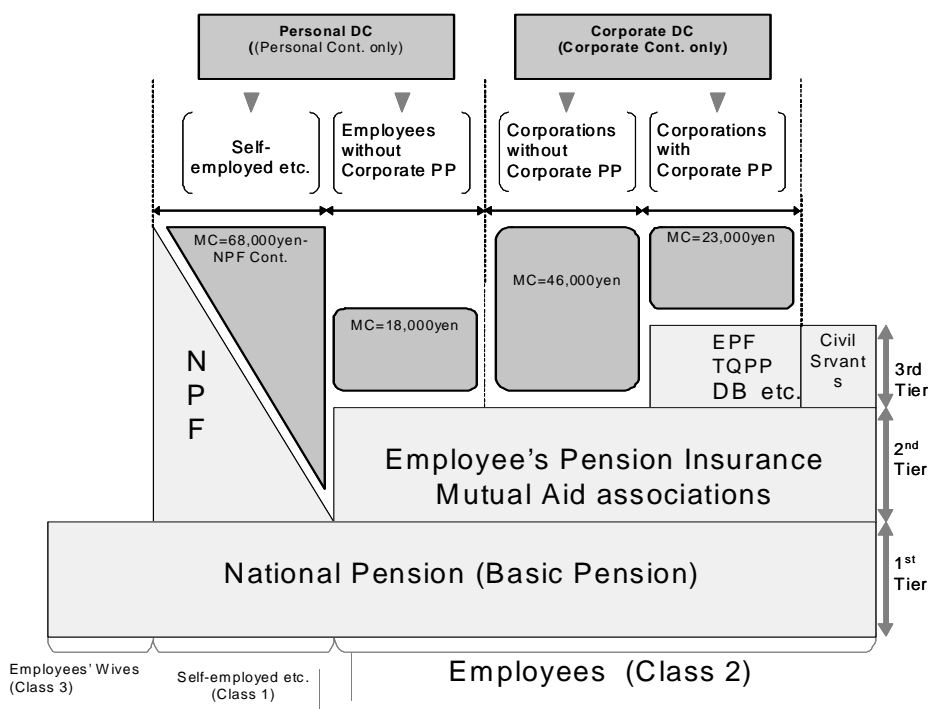 Personal DC
((Personal Cont. only)
Corporate DC
(Corporate Cont. only)
Self-
employed etc.
Employees
without
Corporate PP
Corporations
without
Corporate PP
Corporations
with
Corporate PP
MC=68,000yen-
NPF Cont.
MC=18,000yen
MC=46,000yen
MC=23,000yen
N
P
F
EPF
TQPP
DB etc.
Civil
Srvant
s
3rd
Tier
Employee’s Pension Insurance
Mutual Aid associations
2nd
Tier
National Pension (Basic Pension)
1st
Tier
Employees’ Wives
(Class 3)
Self-employed etc.
(Class 1)
Employees (Class 2)